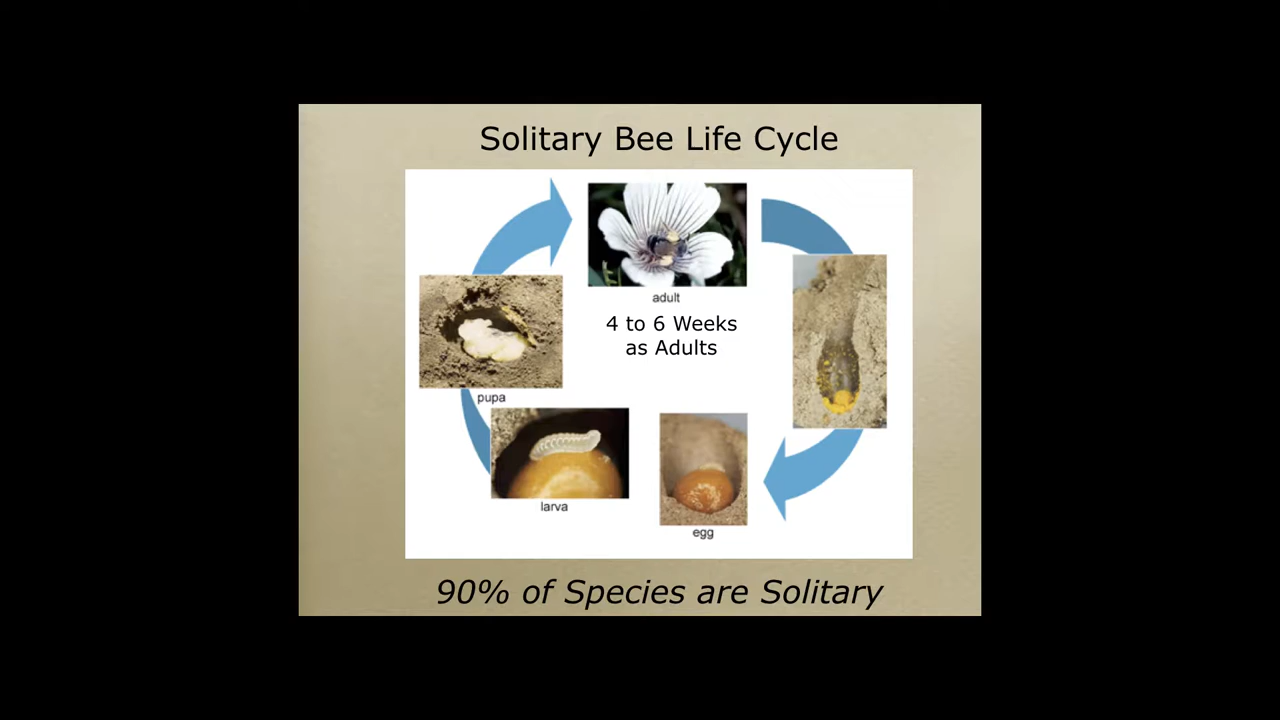 Solitary Bee Life Cycle
adult
4 to 6 Weeks
as Adults
pupa
larva
egg
90% of Species are Solitary